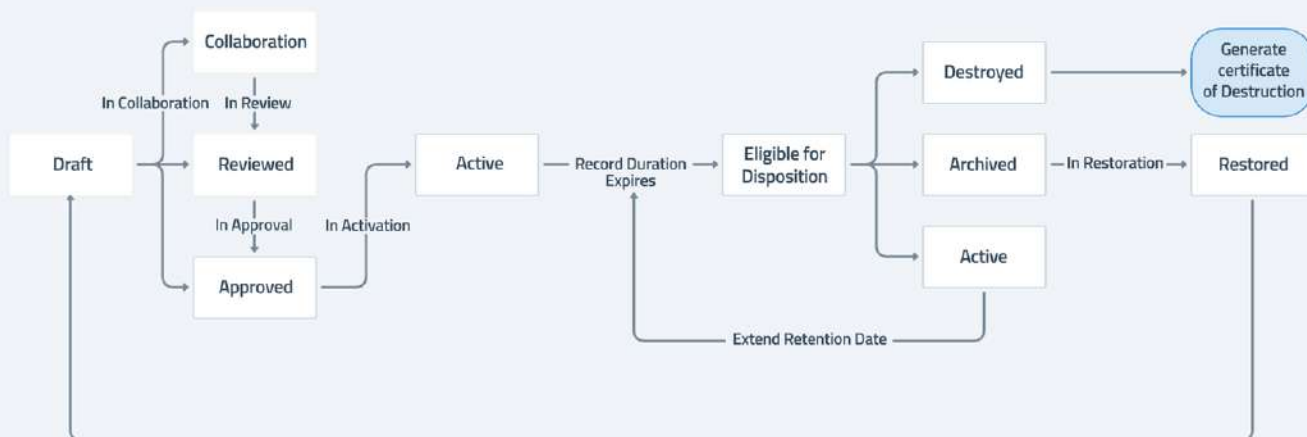 Collaboration
In Collaboration
In Review
Draft
Reviewed
In Approval
Approved
In Activation
Active
Record Duration
Expires
Eligible for
Disposition
Destroyed
Generate
certificate
of Destruction
Archived
In Restoration
Restored
Active
Extend Retention Date